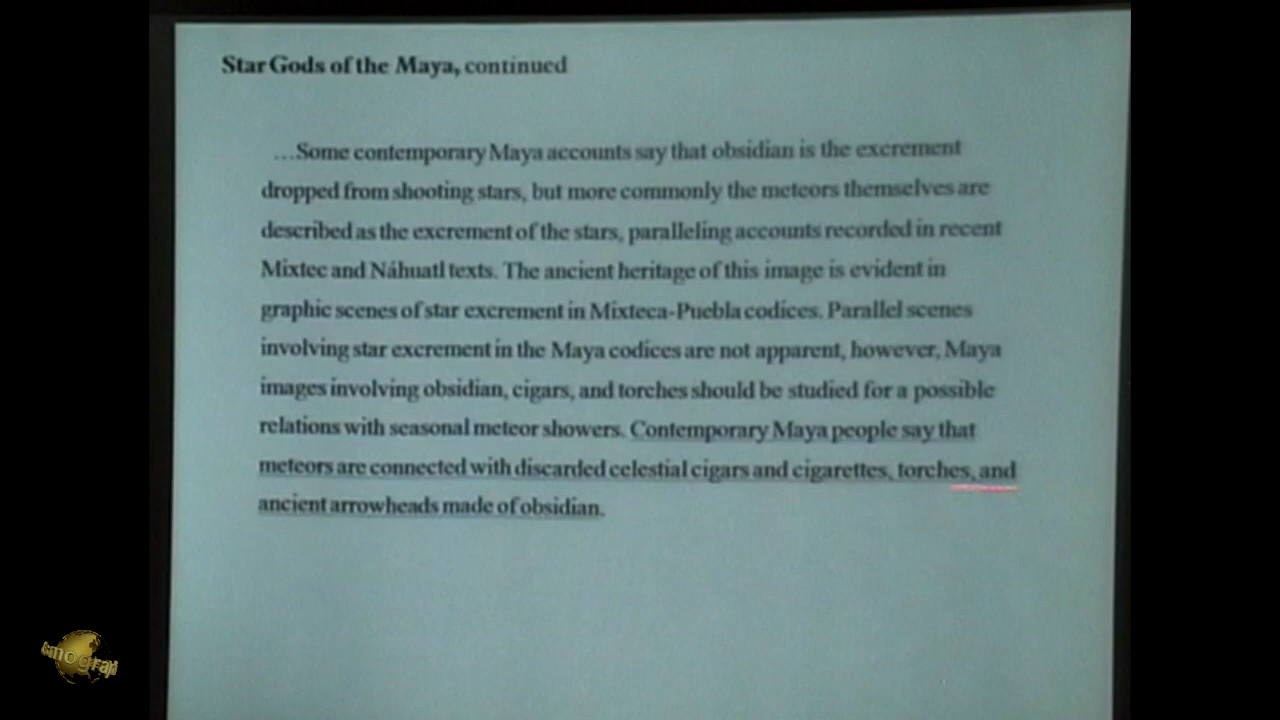 Star Gods of the Maya, continued
...Some contemporary Maya accounts say that obsidian is the excrement
dropped from shooting stars, but more commonly the meteors themselves are
described as the excrement of the stars, paralleling accounts recorded in recent
Mixtec and Náhuatl texts. The ancient heritage of this image is evident in
graphic scenes of star excrement in Mixteca-Puebla codices. Parallel scenes
involving star excrement in the Maya codices are not apparent, however, Maya
images involving obsidian, cigars, and torches should be studied for a possible
relations with seasonal meteor showers. Contemporary Maya people say that
meteors are connected with discarded celestial cigars and cigarettes, torches, and
ancient arrowheads made of obsidian.